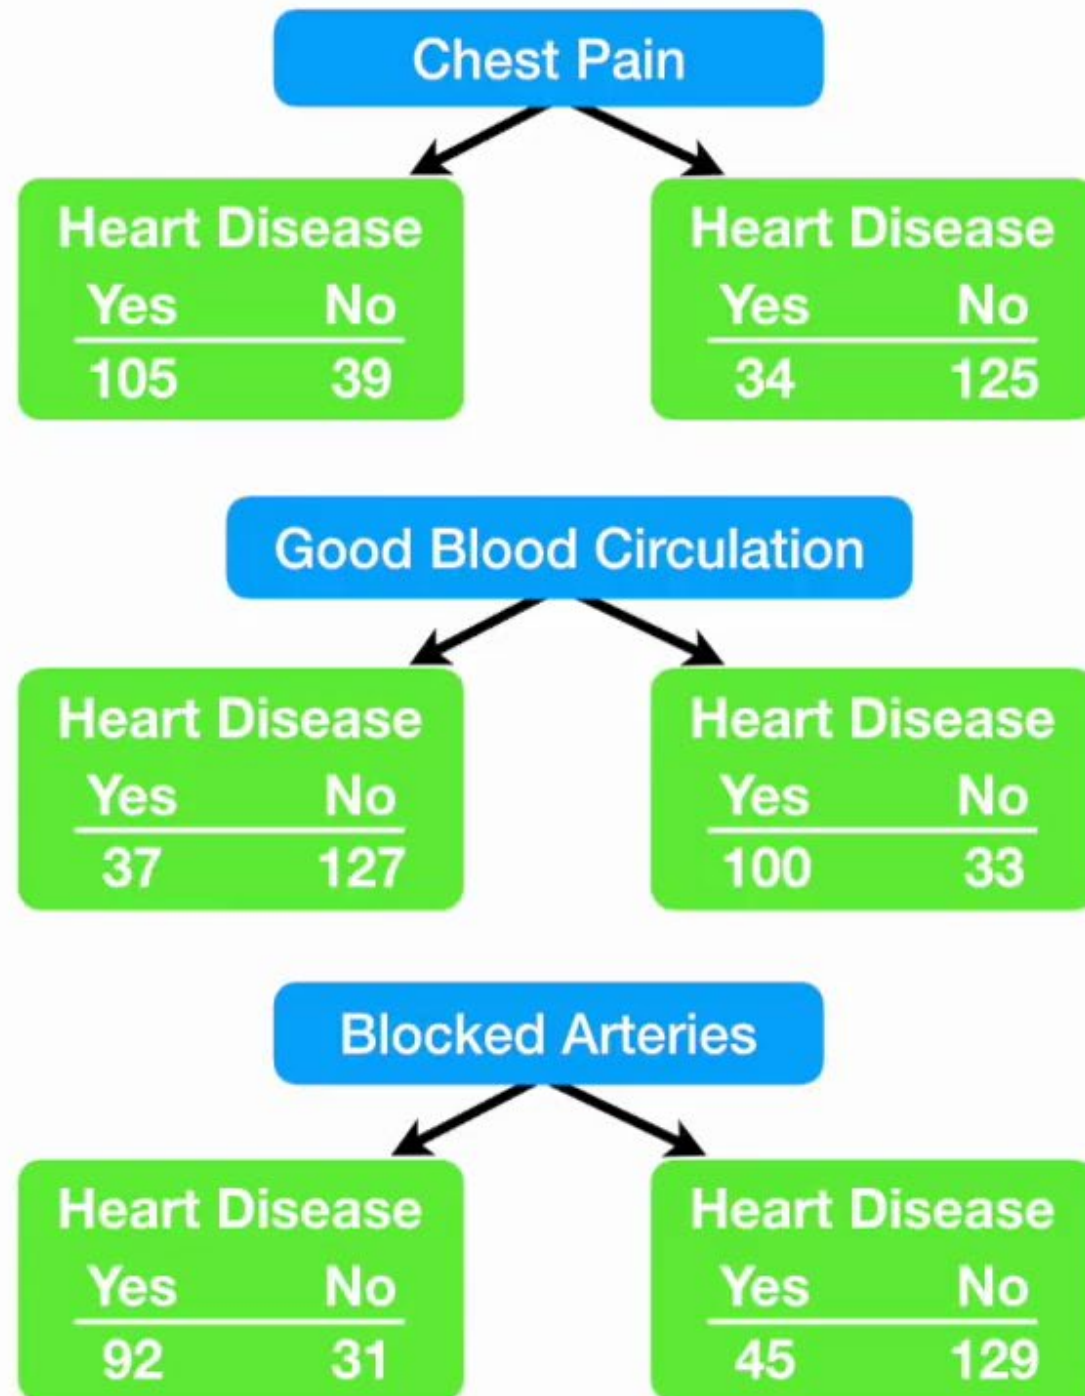 Chest Pain
Heart Disease Heart Disease
Yes No Yes No
105 39 34 125
Good Blood Circulation
Heart Disease Heart Disease
Yes No Yes No
37 127 100 33
Blocked Arteries
Heart Disease Heart Disease
Yes No Yes No
92 31 45 129